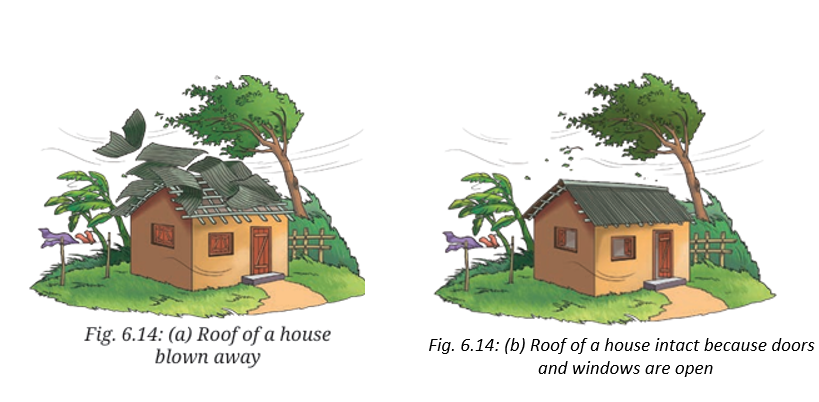 Fig. 6.14: (a) Roof of a house
blown away
Fig. 6.14: (b) Roof of a house intact because doors
and windows are open